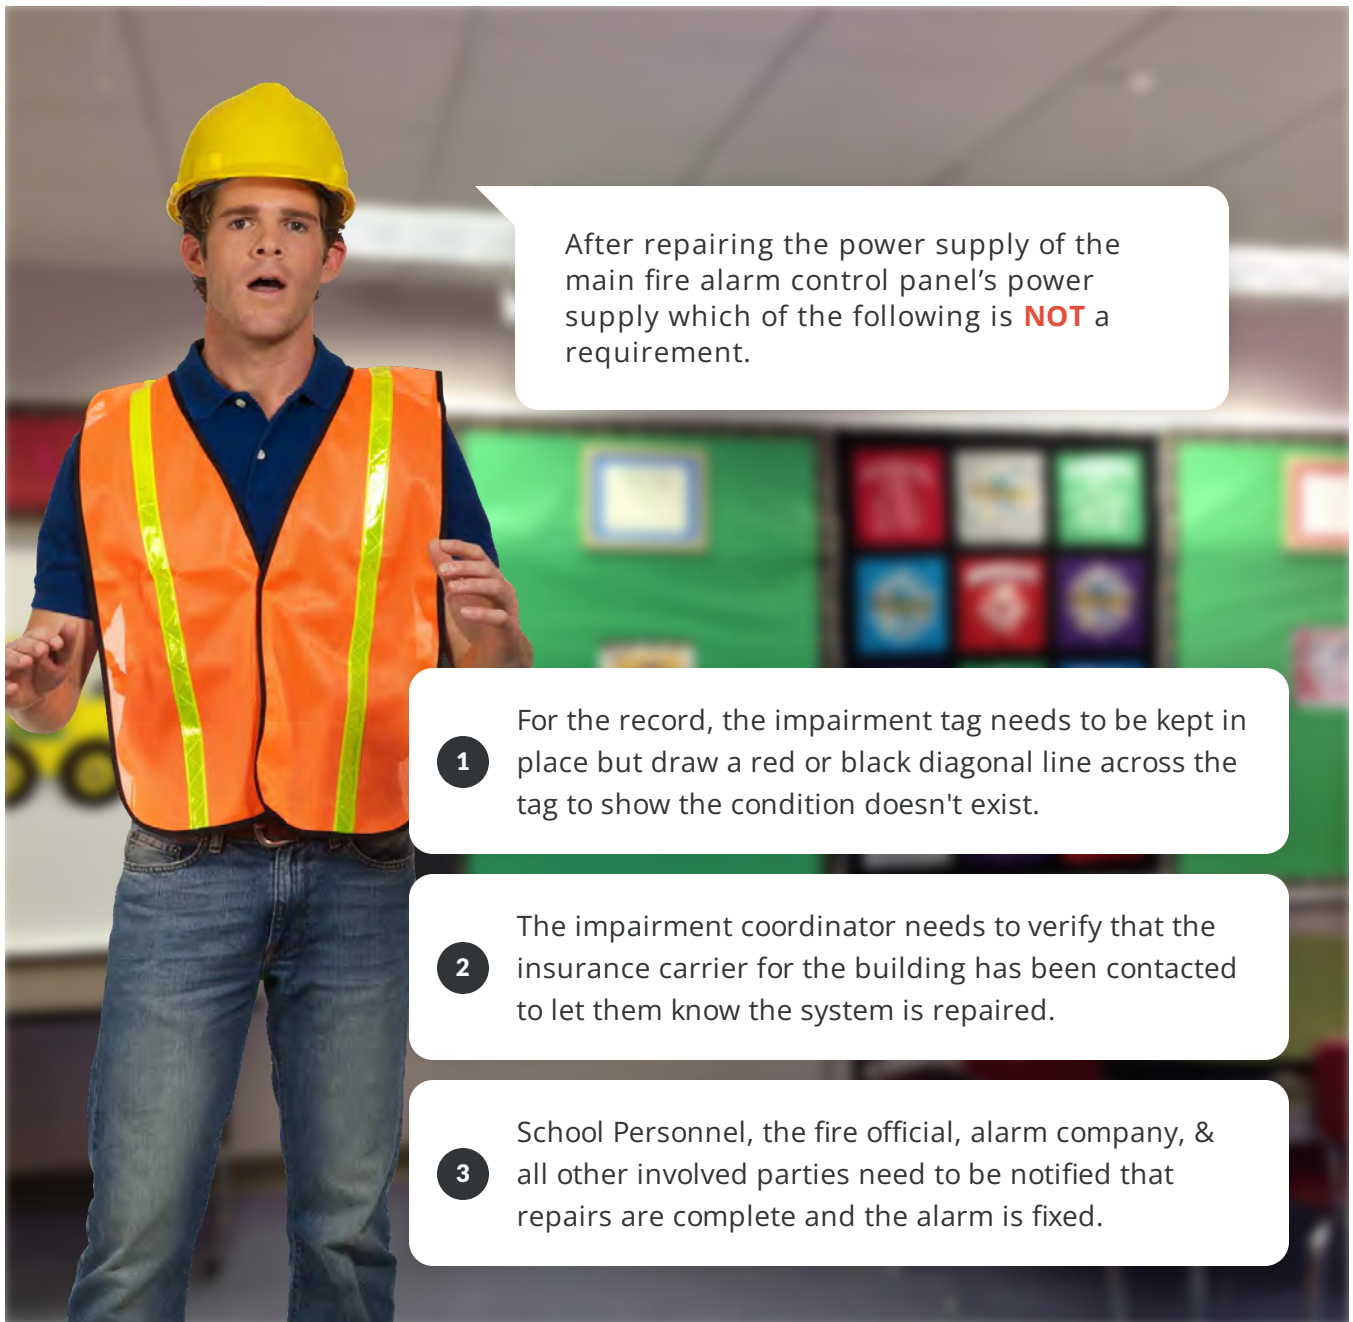 After repairing the power supply of the
main fire alarm control panel’s power
supply which of the following is NOT a
requirement.
1
For the record, the impairment tag needs to be kept in
place but draw a red or black diagonal line across the
tag to show the condition doesn't exist.
2
The impairment coordinator needs to verify that the
insurance carrier for the building has been contacted
to let them know the system is repaired.
3
School Personnel, the fire official, alarm company, &
all other involved parties need to be notified that
repairs are complete and the alarm is fixed.